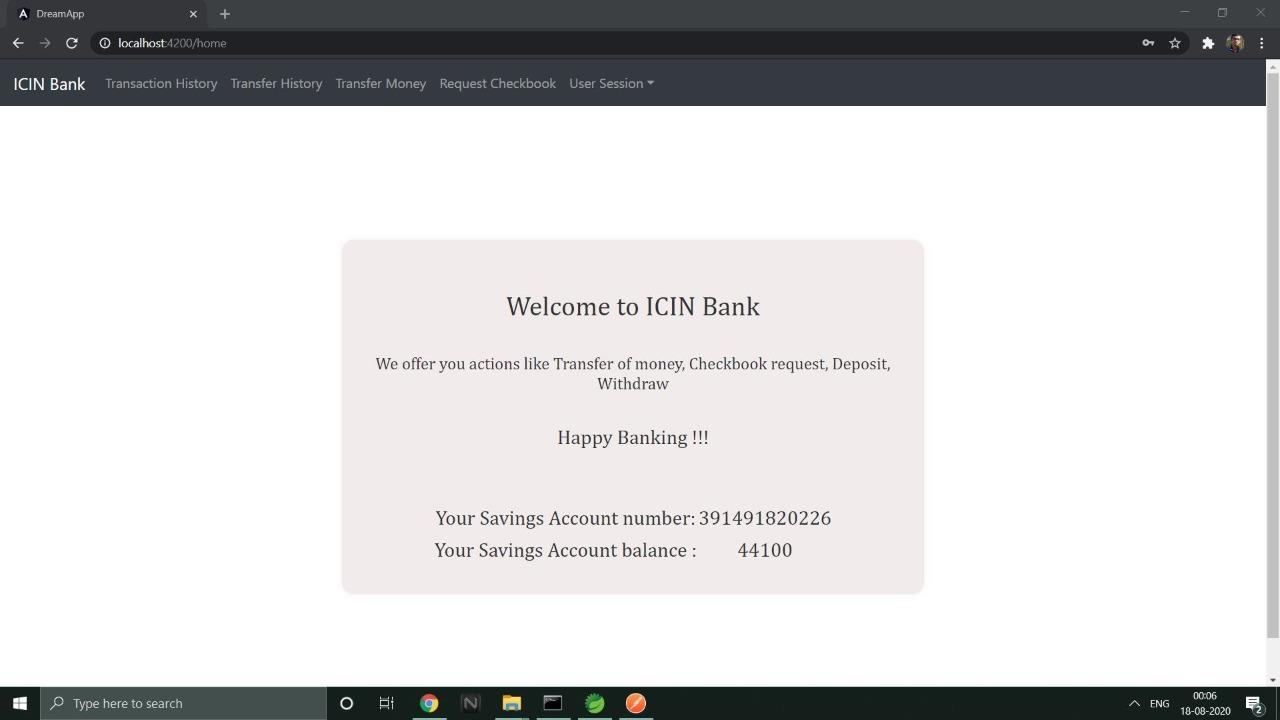 DreamApp
localhost:4200/home
ICIN Bank Transaction History Transfer History Transfer Money Request Checkbook User Session
Welcome to ICIN Bank
We offer you actions like Transfer of money, Checkbook request, Deposit,
Withdraw
Happy Banking !!!
Your Savings Account number: 391491820226
Your Savings Account balance : 44100
Type here to search
ENG
00:06
18-08-2020
2